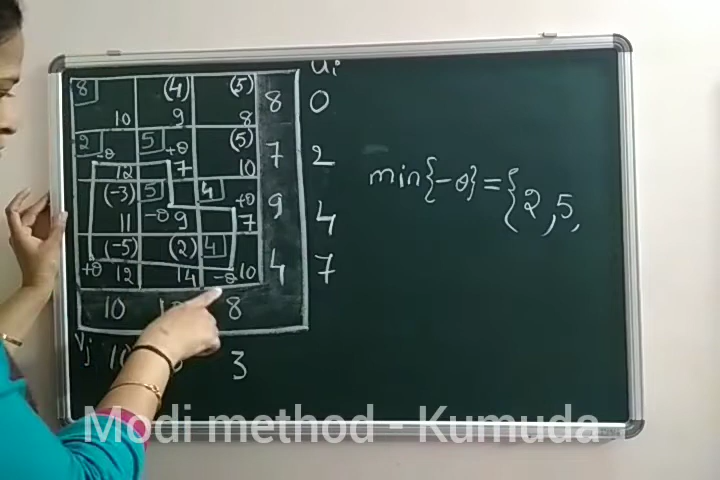 ui
8 (4) (5)
10 9 8 8 0
2 -θ 5 +θ (5)
12 7 10 7 2
(-3) 5 4 +θ
11 -θ 9 7 9 4
(-5) (2) 4
+θ 12 14 -θ 10 4 7
10 8
vj 3
min{-θ} = {2, 5,
Modi method - Kumuda